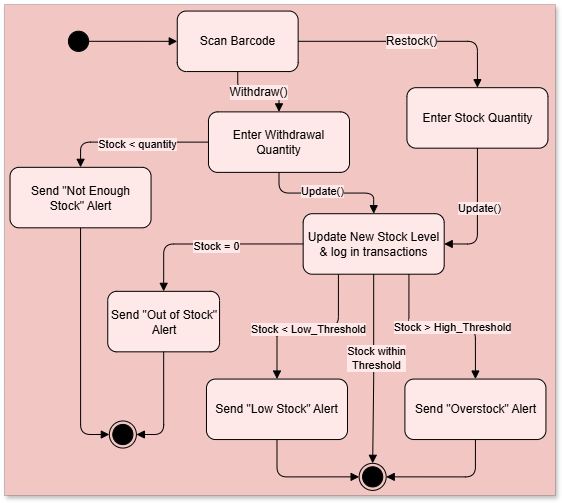 Scan Barcode
Restock()
Withdraw()
Enter Stock Quantity
Enter Withdrawal
Quantity
Stock < quantity
Send "Not Enough
Stock" Alert
Update()
Update()
Update New Stock Level
& log in transactions
Stock = 0
Send "Out of Stock"
Alert
Stock < Low_Threshold
Stock > High_Threshold
Stock within
Threshold
Send "Low Stock" Alert
Send "Overstock" Alert